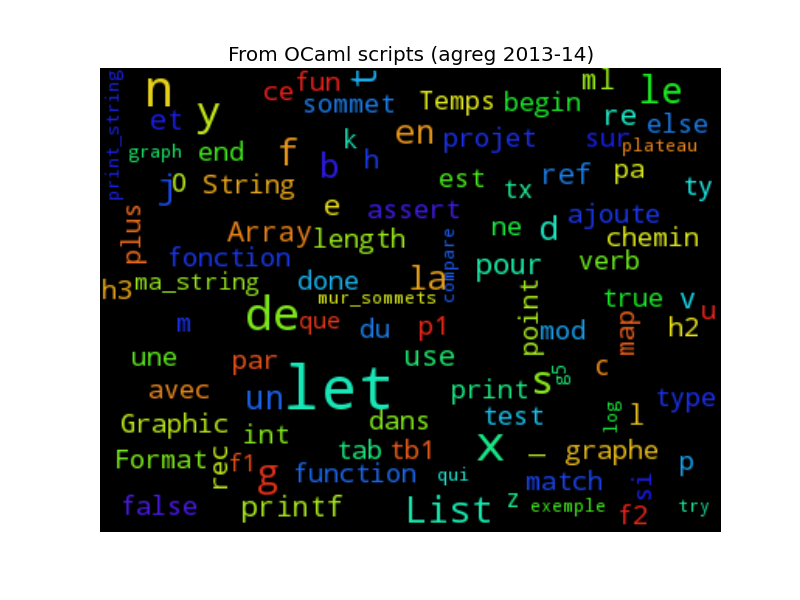 From OCaml scripts (agreg 2013-14)
print_string
n
ce
fun
ml
le
et
y
sommet
Temps
begin
re
else
graph
end
f
k
b
h
en
projet
sur
plateau
j
0
String
est
tx
ref
pa
ty
plus
e
assert
Array
length
ne
d
ajoute
chemin
fonction
compare
pour
verb
h3
ma_string
done
la
mur_sommets
true
v
m
de
que
du
p1
point
mod
map
h2
u
une
par
use
c
avec
un
let
print
s
g5
type
Graphic
int
dans
test
log
l
Format
rec
f1
g
tab
tb1
x
_
graphe
p
function
qui
match
si
false
printf
List
z
exemple
f2
try